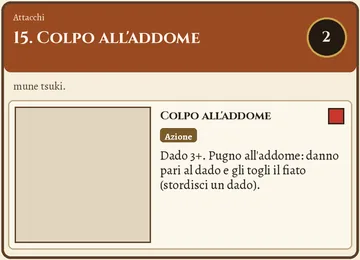 Attacchi
15. Colpo all'addome
2
mune tsuki.
Colpo all'addome
Azione
Dado 3+. Pugno all'addome: danno
pari al dado e gli togli il fiato
(stordisci un dado).